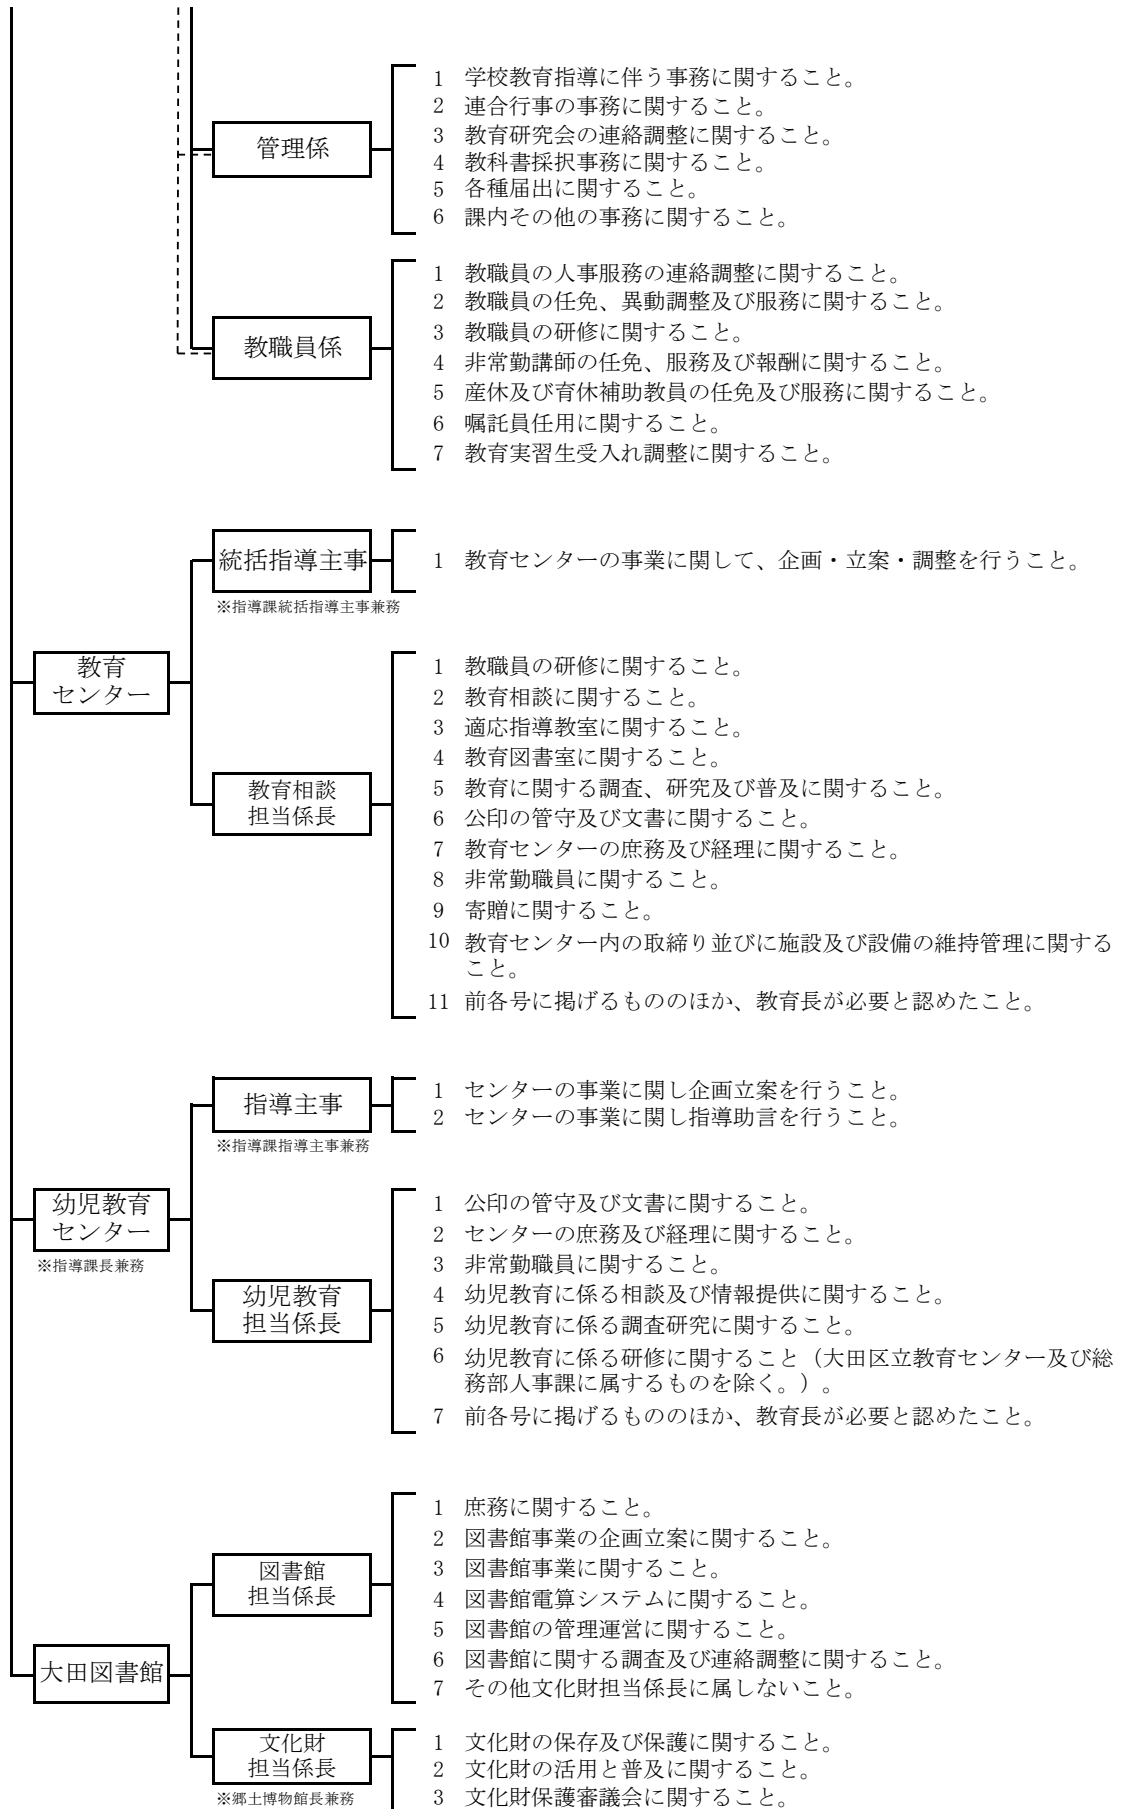 管理係
1 学校教育指導に伴う事務に関すること。
2 連合行事の事務に関すること。
3 教育研究会の連絡調整に関すること。
4 教科書採択事務に関すること。
5 各種届出に関すること。
6 課内その他の事務に関すること。
教職員係
1 教職員の人事服務の連絡調整に関すること。
2 教職員の任免、異動調整及び服務に関すること。
3 教職員の研修に関すること。
4 非常勤講師の任免、服務及び報酬に関すること。
5 産休及び育休補助教員の任免及び服務に関すること。
6 嘱託員任用に関すること。
7 教育実習生受入れ調整に関すること。
教育
センター
統括指導主事
※指導課統括指導主事兼務
1 教育センターの事業に関して、企画・立案・調整を行うこと。
教育相談
担当係長
1 教職員の研修に関すること。
2 教育相談に関すること。
3 適応指導教室に関すること。
4 教育図書室に関すること。
5 教育に関する調査、研究及び普及に関すること。
6 公印の管守及び文書に関すること。
7 教育センターの庶務及び経理に関すること。
8 非常勤職員に関すること。
9 寄贈に関すること。
10 教育センター内の取締り並びに施設及び設備の維持管理に関する
こと。
11 前各号に掲げるもののほか、教育長が必要と認めたこと。
幼児教育
センター
※指導課長兼務
指導主事
※指導課指導主事兼務
1 センターの事業に関し企画立案を行うこと。
2 センターの事業に関し指導助言を行うこと。
幼児教育
担当係長
1 公印の管守及び文書に関すること。
2 センターの庶務及び経理に関すること。
3 非常勤職員に関すること。
4 幼児教育に係る相談及び情報提供に関すること。
5 幼児教育に係る調査研究に関すること。
6 幼児教育に係る研修に関すること（大田区立教育センター及び総
務部人事課に属するものを除く。）。
7 前各号に掲げるもののほか、教育長が必要と認めたこと。
大田図書館
図書館
担当係長
1 庶務に関すること。
2 図書館事業の企画立案に関すること。
3 図書館事業に関すること。
4 図書館電算システムに関すること。
5 図書館の管理運営に関すること。
6 図書館に関する調査及び連絡調整に関すること。
7 その他文化財担当係長に属しないこと。
文化財
担当係長
※郷土博物館長兼務
1 文化財の保存及び保護に関すること。
2 文化財の活用と普及に関すること。
3 文化財保護審議会に関すること。